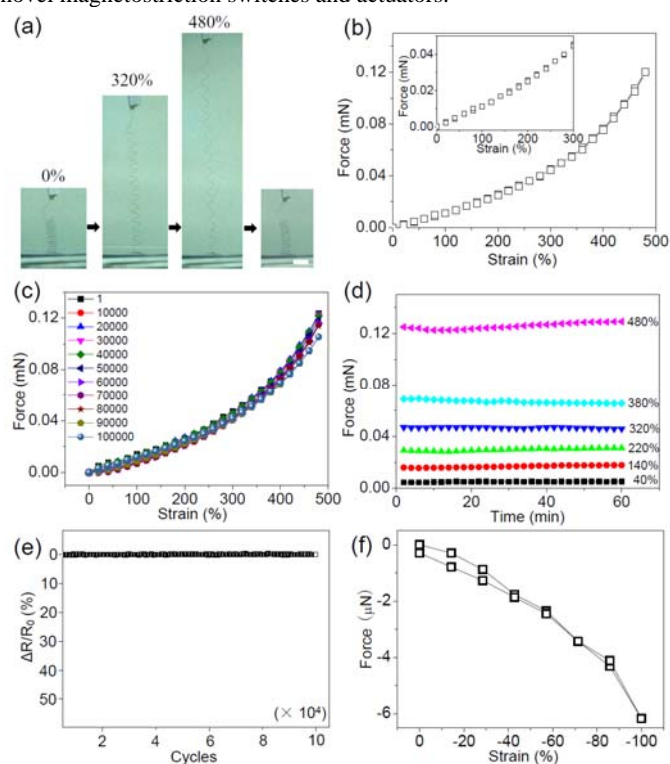 novel magnetostriction switches and actuators.
(a)
0%
320%
480%
(b)
Force (mN)
0.12
0.08
0.04
0.00
0 100 200 300 400 500
Strain (%)
Force (mN)
0.04
0.02
0.00
0 100 200 300
Strain (%)
(c)
Force (mN)
0.12
0.08
0.04
0.00
0 100 200 300 400 500
Strain (%)
1
10000
20000
30000
40000
50000
60000
70000
80000
90000
100000
(d)
Force (mN)
0.12
0.08
0.04
0.00
0 20 40 60
Time (min)
480%
380%
320%
220%
140%
40%
(e)
ΔR/R₀ (%)
0
10
20
30
40
50
2 4 6 8 10
(× 10⁴)
Cycles
(f)
Force (μN)
0
-2
-4
-6
0 -20 -40 -60 -80 -100
Strain (%)